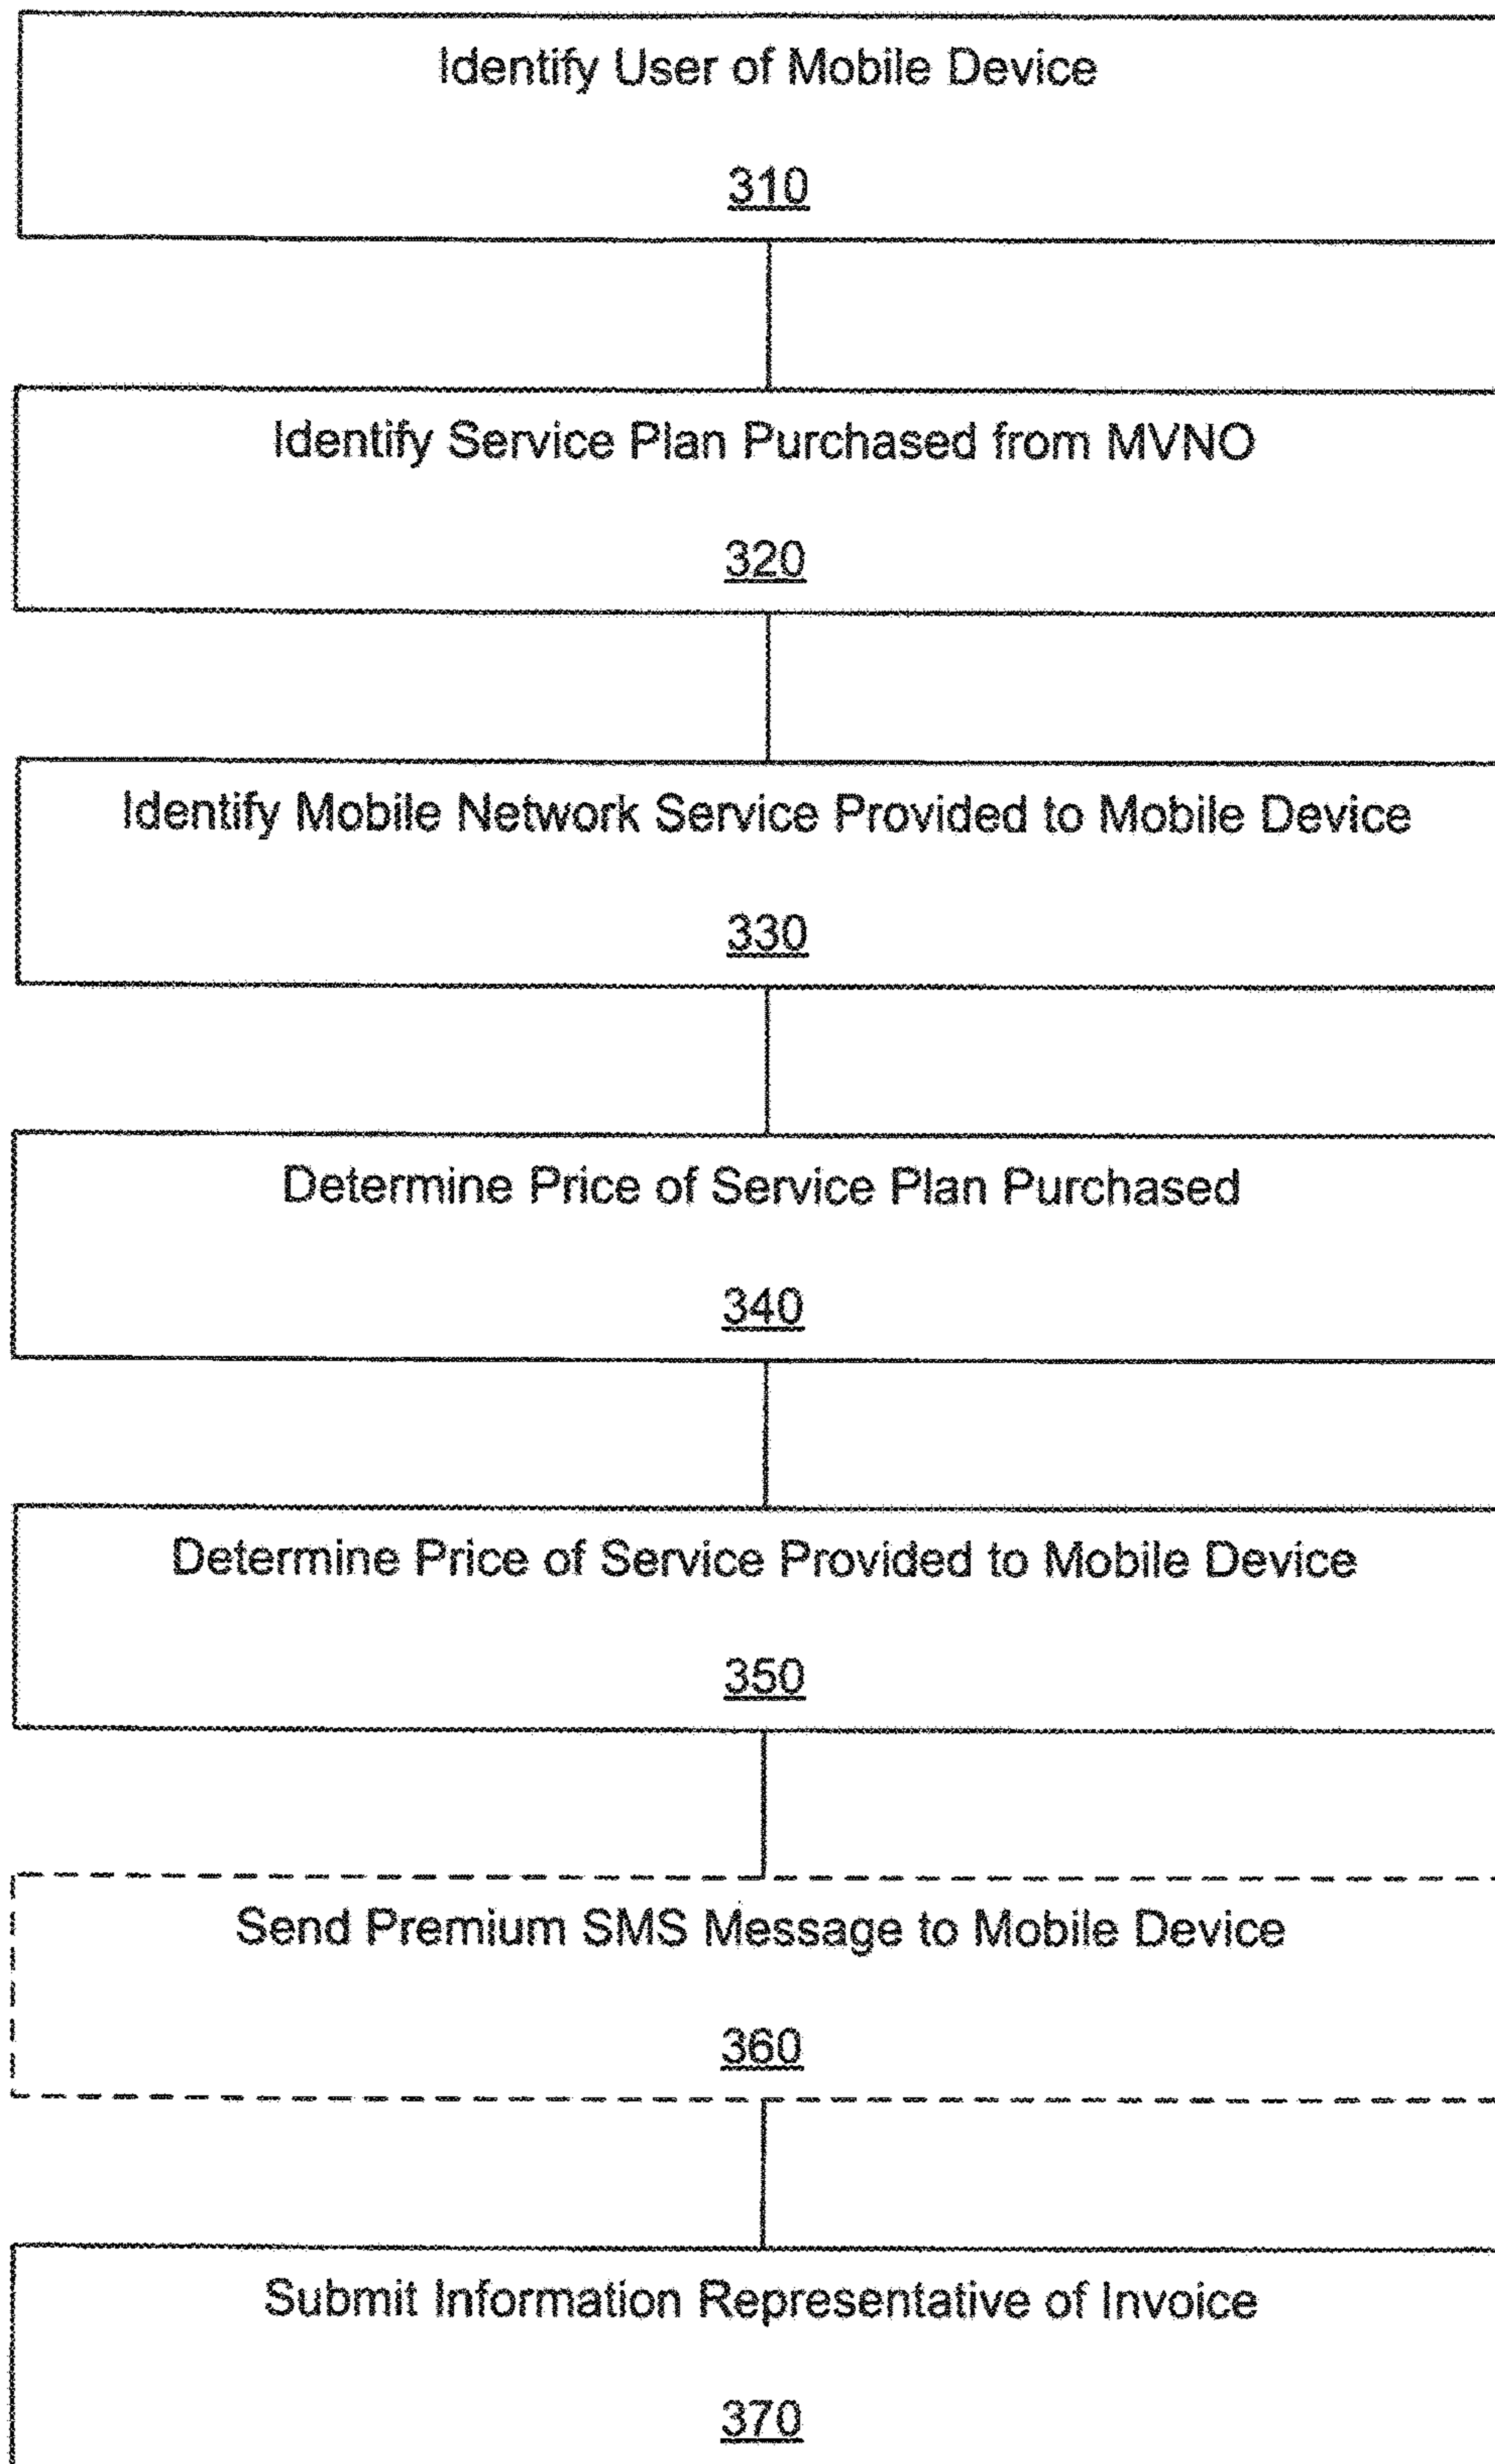 Identify User of Mobile Device
310
Identify Service Plan Purchased from MVNO
320
Identify Mobile Network Service Provided to Mobile Device
330
Determine Price of Service Plan Purchased
340
Determine Price of Service Provided to Mobile Device
350
Send Premium SMS Message to Mobile Device
360
Submit Information Representative of Invoice
370